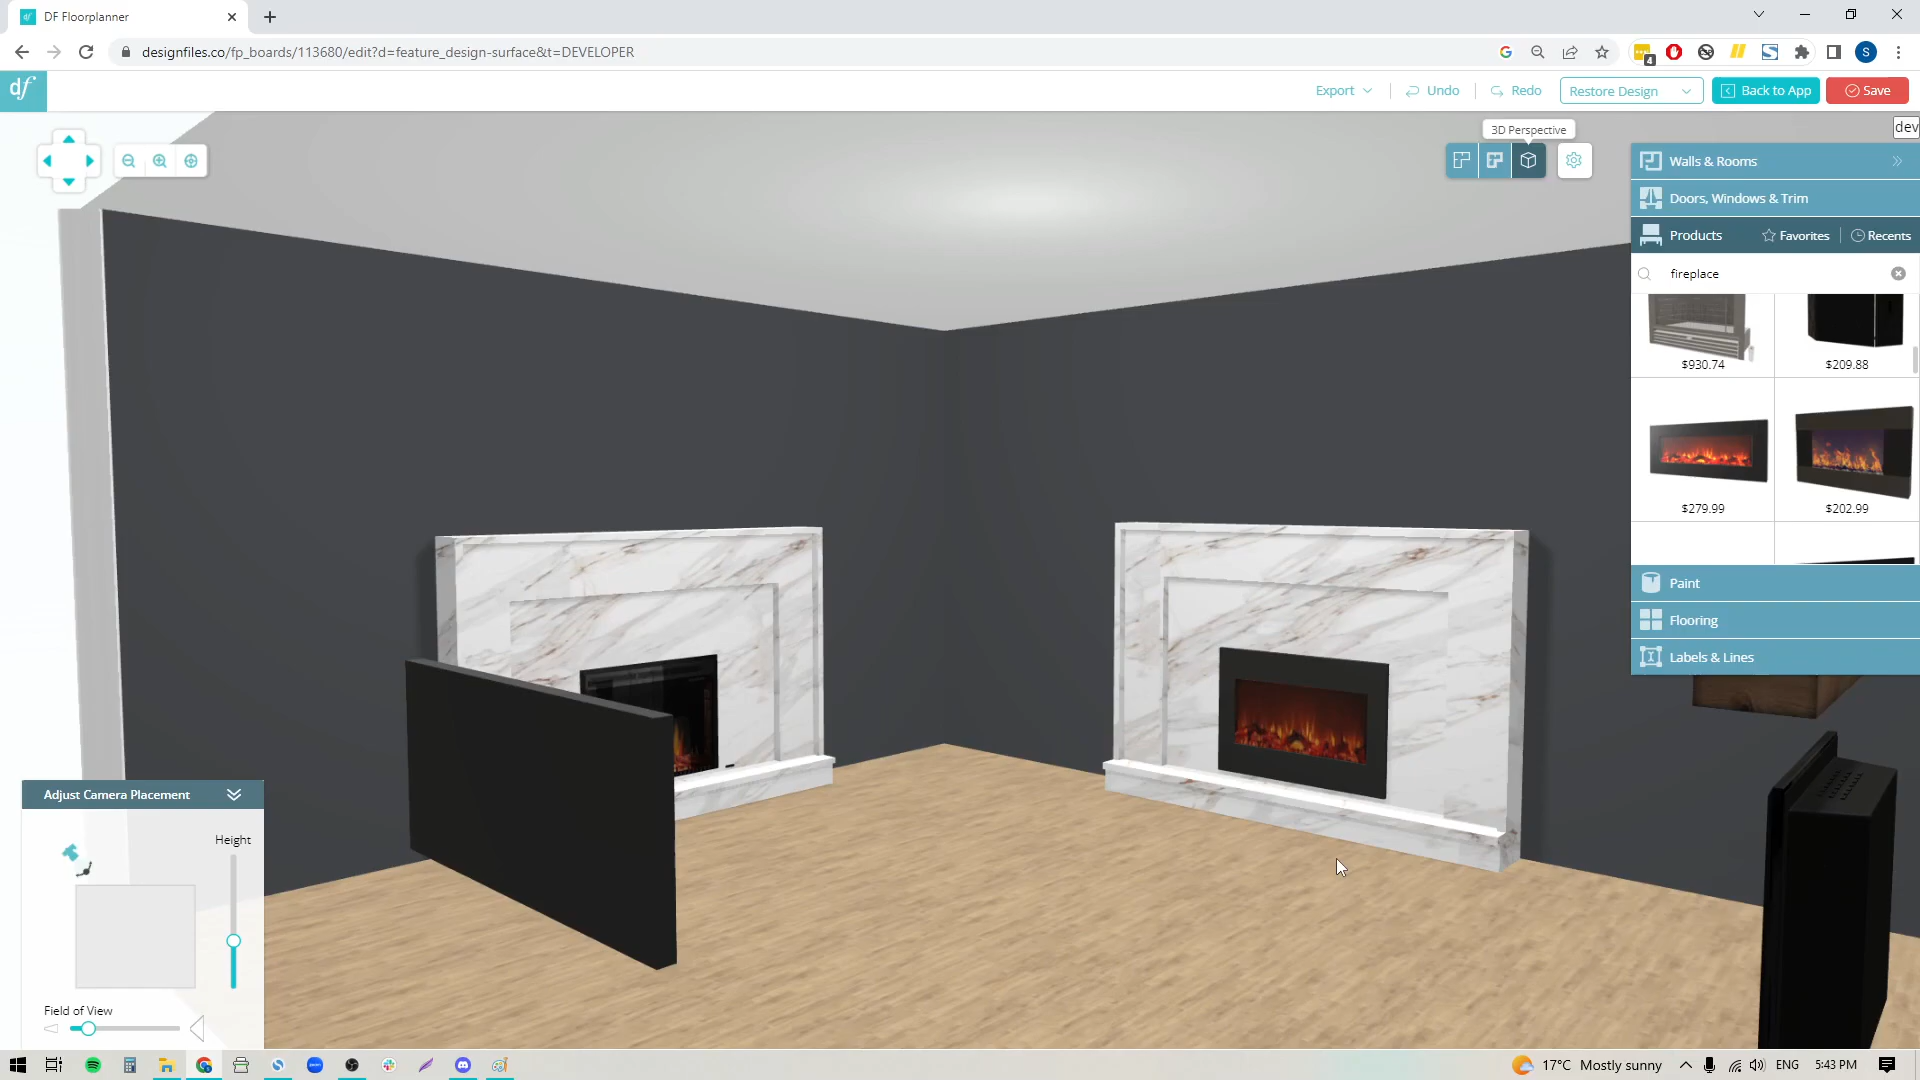 df DF Floorplanner
designfiles.co/fp_boards/113680/edit?d=feature_design-surface&t=DEVELOPER
G
4
S
S
df
Export
Undo
Redo
Restore Design
Back to App
Save
3D Perspective
dev
Walls & Rooms
Doors, Windows & Trim
Products
Favorites
Recents
fireplace
$930.74
$209.88
$279.99
$202.99
Paint
Flooring
Labels & Lines
Adjust Camera Placement
Height
Field of View
17°C Mostly sunny
ENG
5:43 PM